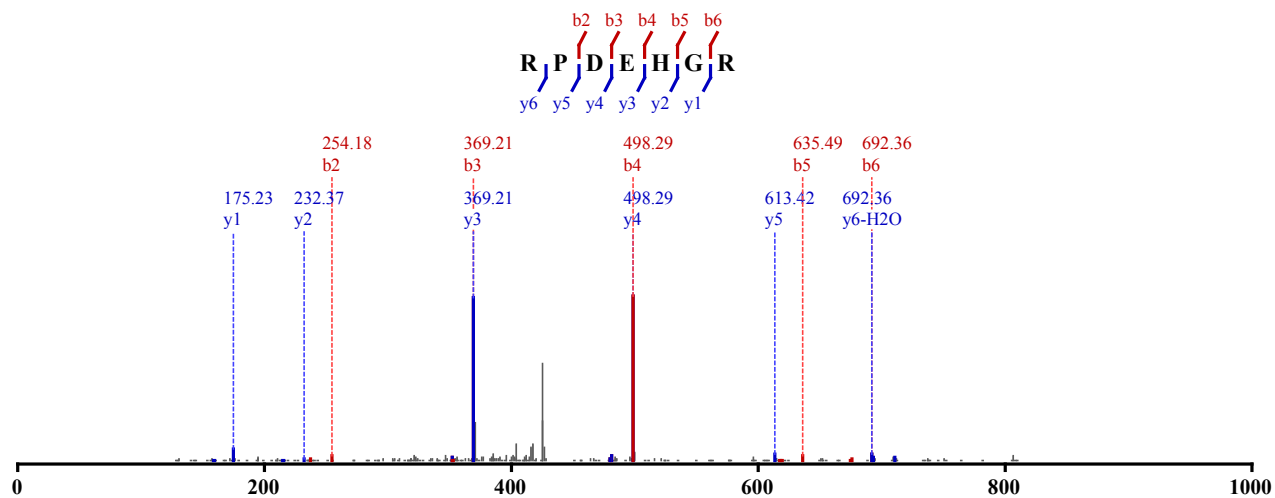 b2 b3 b4 b5 b6
R P D E H G R
y6 y5 y4 y3 y2 y1
254.18 369.21 498.29 635.49 692.36
b2 b3 b4 b5 b6
175.23 232.37 369.21 498.29 613.42 692.36
y1 y2 y3 y4 y5 y6-H2O
0 200 400 600 800 1000